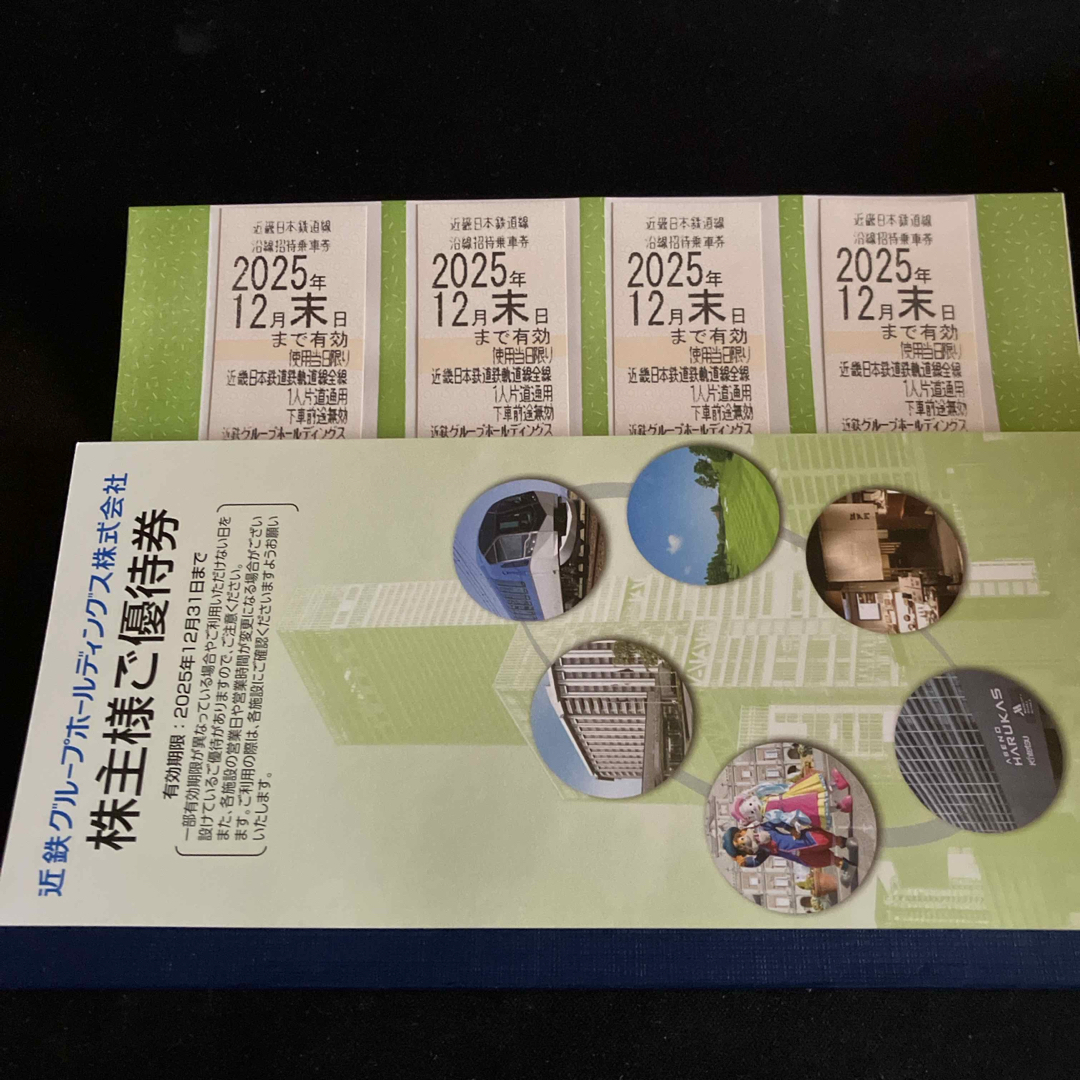 近畿日本鉄道線
沿線招待乗車券
2025年
12月末日
まで有効
使用当日限り
近畿日本鉄道鉄軌道線全線
1人片道通用
下車前途無効
近鉄グループホールディングス
近畿日本鉄道線
沿線招待乗車券
2025年
12月末日
まで有効
使用当日限り
近畿日本鉄道鉄軌道線全線
1人片道通用
下車前途無効
近鉄グループホールディングス
近畿日本鉄道線
沿線招待乗車券
2025年
12月末日
まで有効
使用当日限り
近畿日本鉄道鉄軌道線全線
1人片道通用
下車前途無効
近鉄グループホールディングス
近畿日本鉄道線
沿線招待乗車券
2025年
12月末日
まで有効
使用当日限り
近畿日本鉄道鉄軌道線全線
1人片道通用
下車前途無効
近鉄グループホールディングス
近鉄グループホールディングス株式会社
株主様ご優待券
有効期限：2025年12月31日まで
一部有効期限が異なっている場合やご利用いただけない日を
設けているご優待がありますので、ご注意ください。
また、各施設の営業日や営業時間が変更になる場合がござい
ます。ご利用の際は、各施設にご確認くださいますようお願い
いたします。
ABENO
HARUKAS
Kintetsu